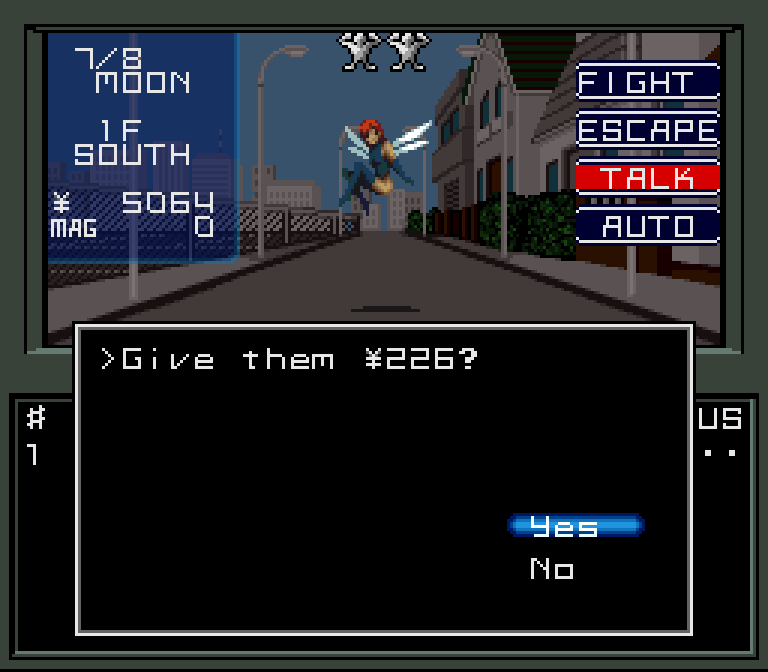 7/8
MOON
1F
SOUTH
¥ 5064
MAG 0
FIGHT
ESCAPE
TALK
AUTO
>Give them ¥226?
Yes
No
#
1
US
..